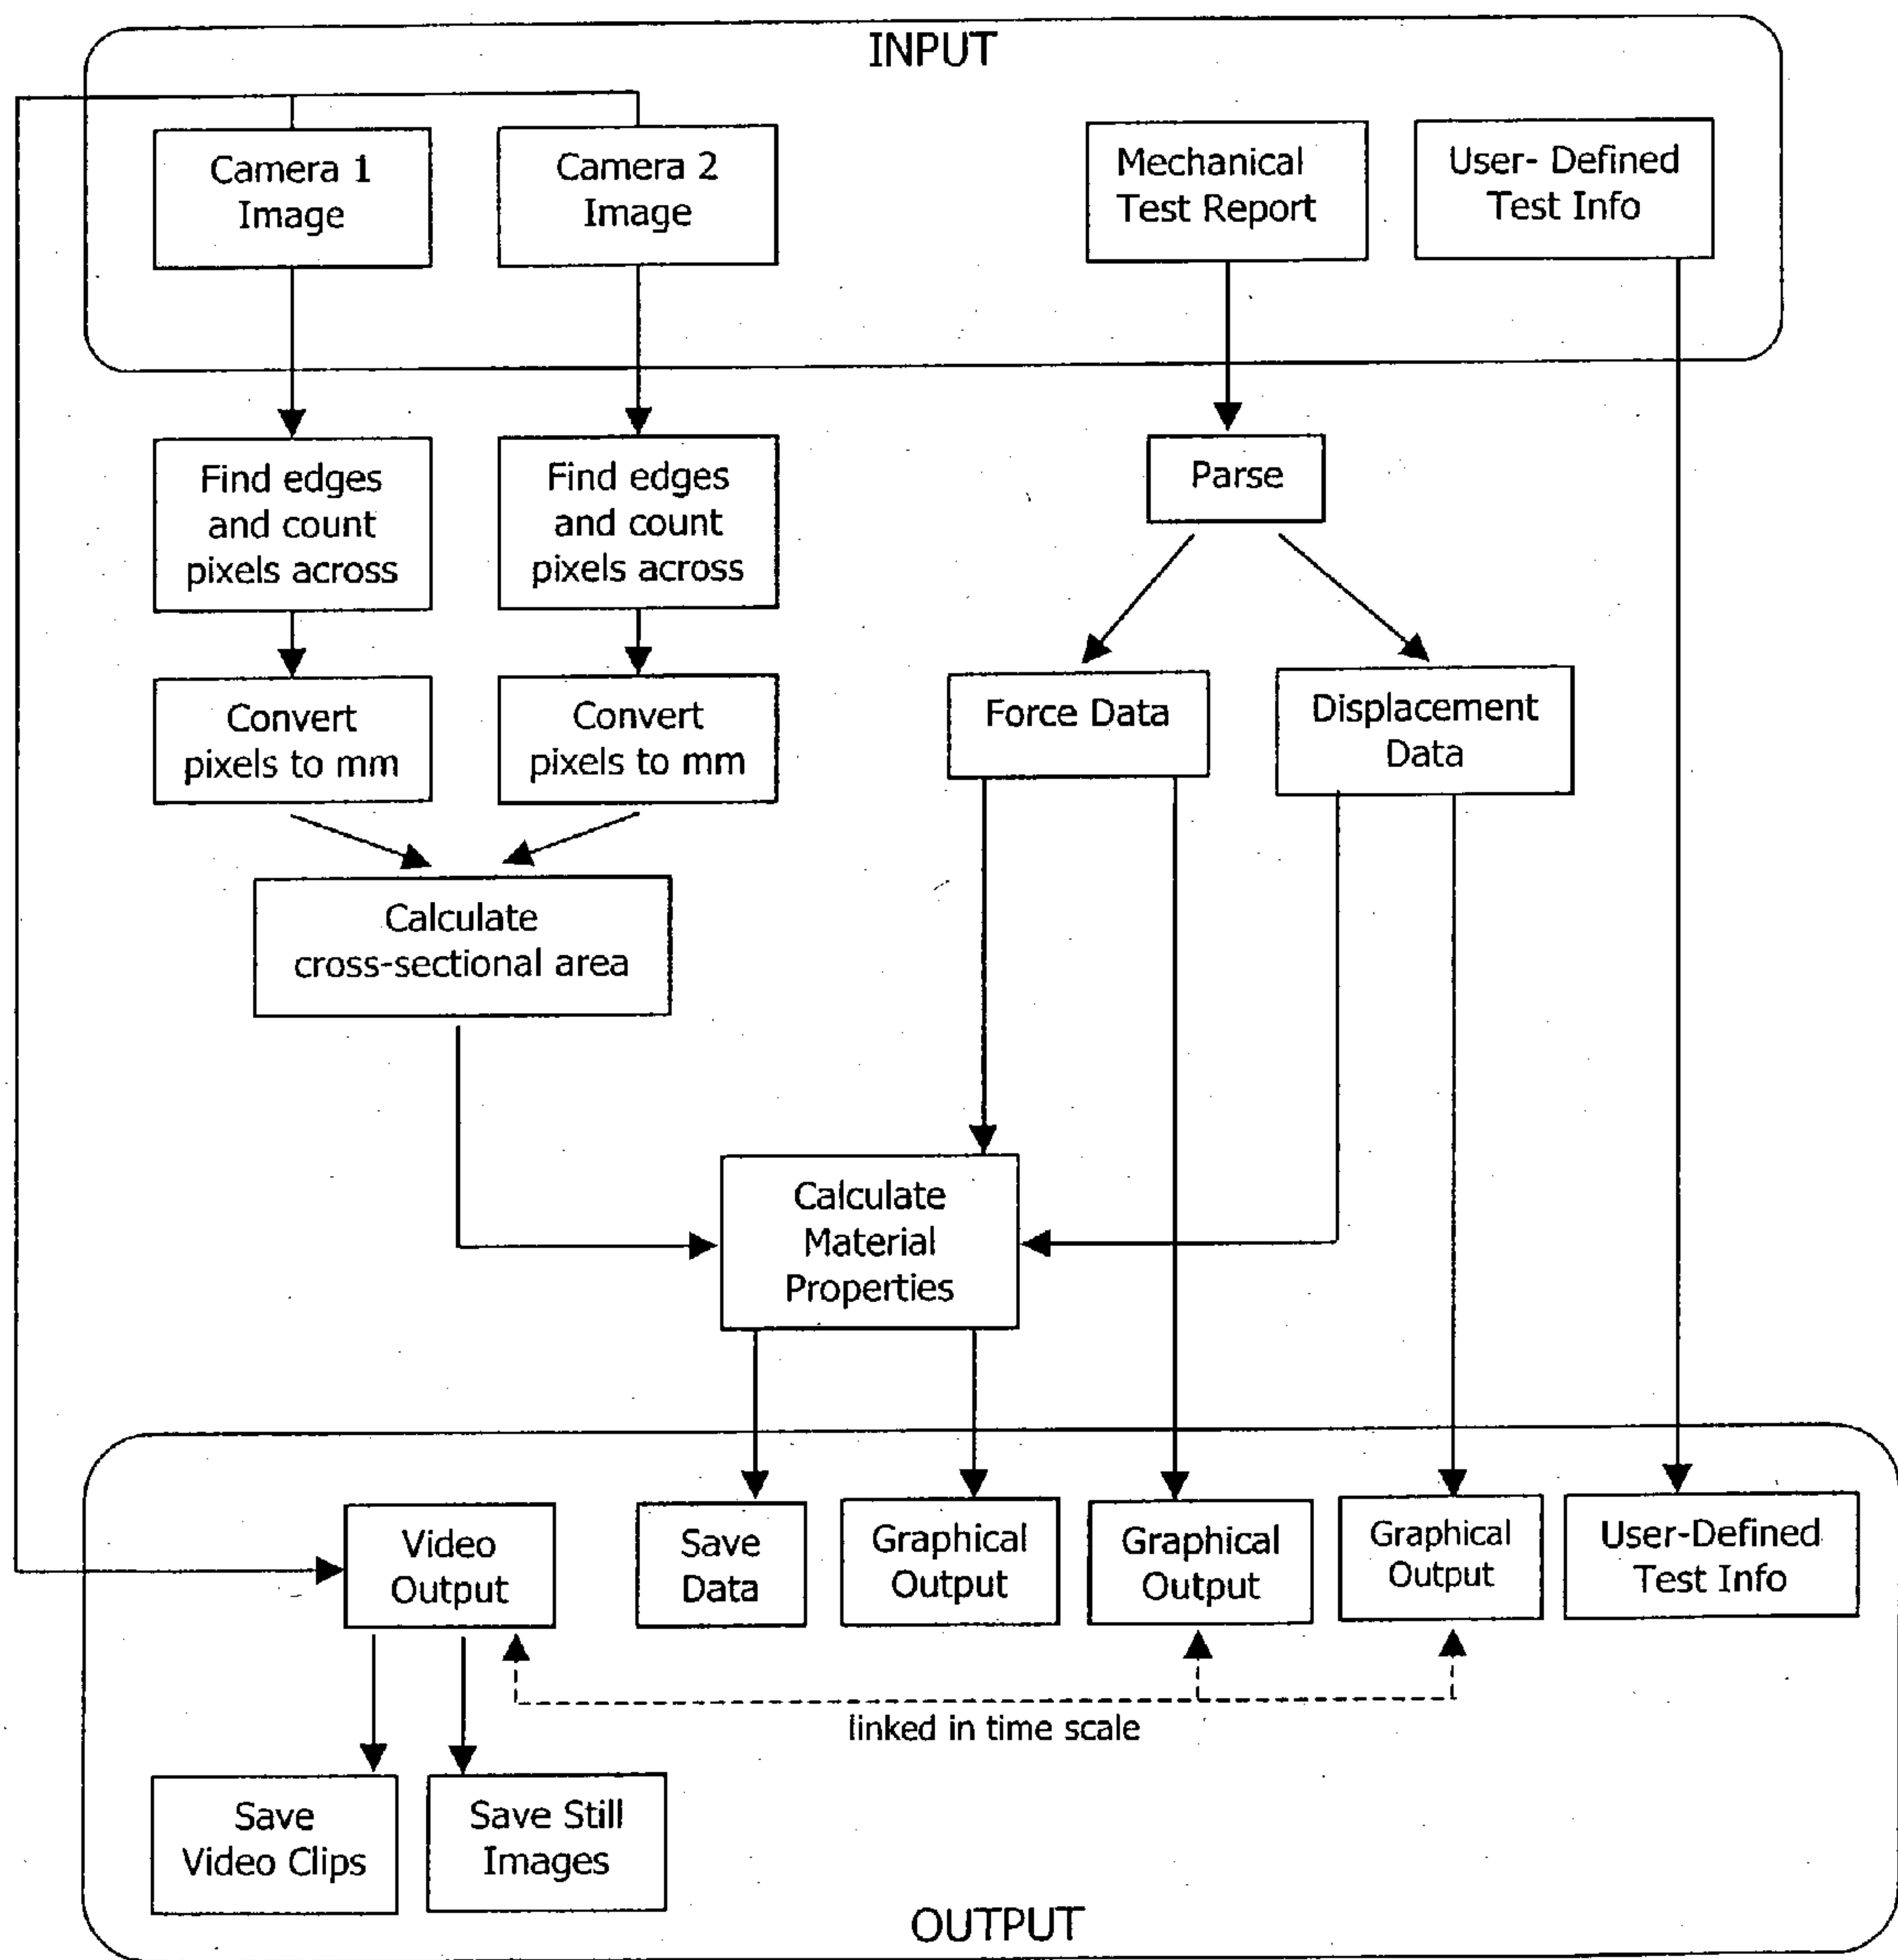 INPUT
Camera 1
Image
Camera 2
Image
Mechanical
Test Report
User- Defined
Test Info
Find edges
and count
pixels across
Find edges
and count
pixels across
Parse
Convert
pixels to mm
Convert
pixels to mm
Force Data
Displacement
Data
Calculate
cross-sectional area
Calculate
Material
Properties
Video
Output
Save
Data
Graphical
Output
Graphical
Output
Graphical
Output
User-Defined
Test Info
linked in time scale
Save
Video Clips
Save Still
Images
OUTPUT